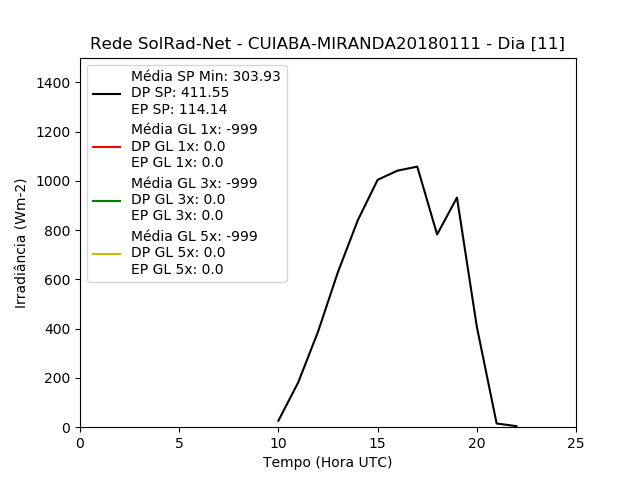 Rede SolRad-Net - CUIABA-MIRANDA20180111 - Dia [11]
Média SP Min: 303.93
DP SP: 411.55
EP SP: 114.14
Média GL 1x: -999
DP GL 1x: 0.0
EP GL 1x: 0.0
Média GL 3x: -999
DP GL 3x: 0.0
EP GL 3x: 0.0
Média GL 5x: -999
DP GL 5x: 0.0
EP GL 5x: 0.0
Irradiância (Wm-2)
1400
1200
1000
800
600
400
200
0
0 5 10 15 20 25
Tempo (Hora UTC)